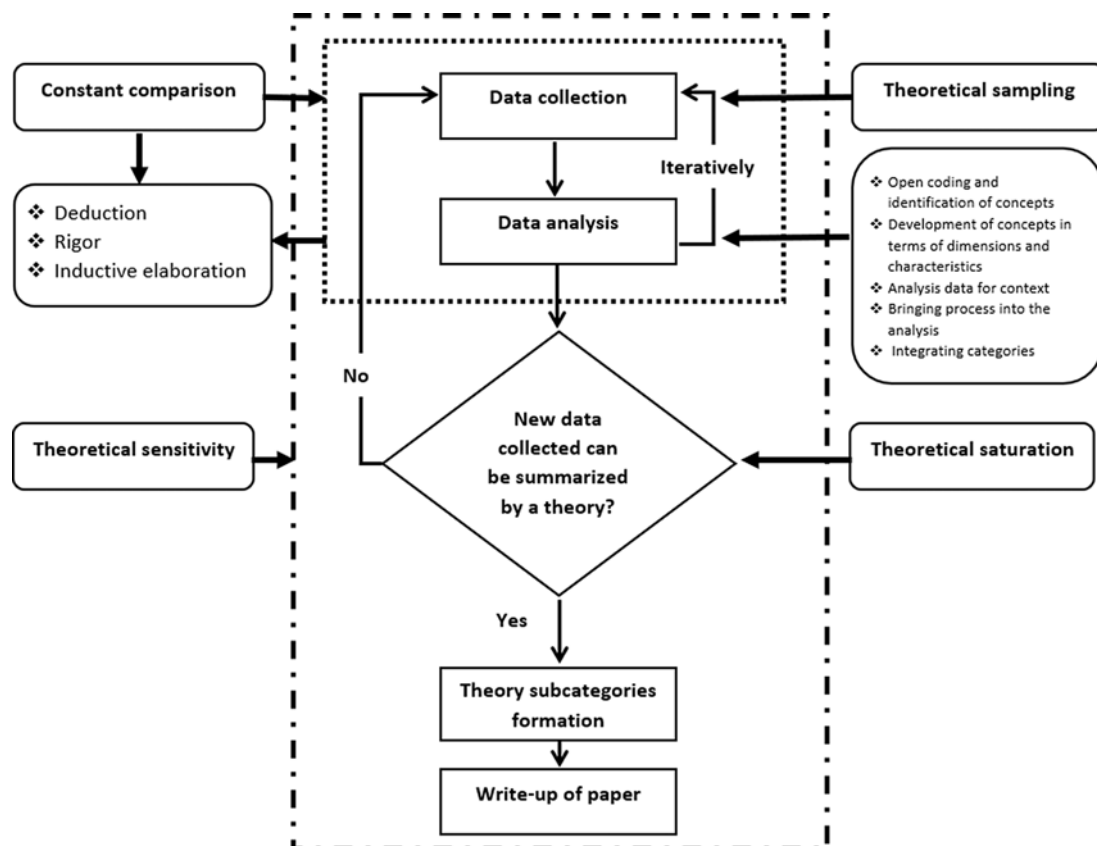 Constant comparison
Data collection
Theoretical sampling
Iteratively
❖ Deduction
❖ Rigor
❖ Inductive elaboration
Data analysis
❖ Open coding and
identification of concepts
❖ Development of concepts in
terms of dimensions and
characteristics
❖ Analysis data for context
❖ Bringing process into the
analysis
❖ Integrating categories
No
Theoretical sensitivity
New data
collected can
be summarized
by a theory?
Theoretical saturation
Yes
Theory subcategories
formation
Write-up of paper